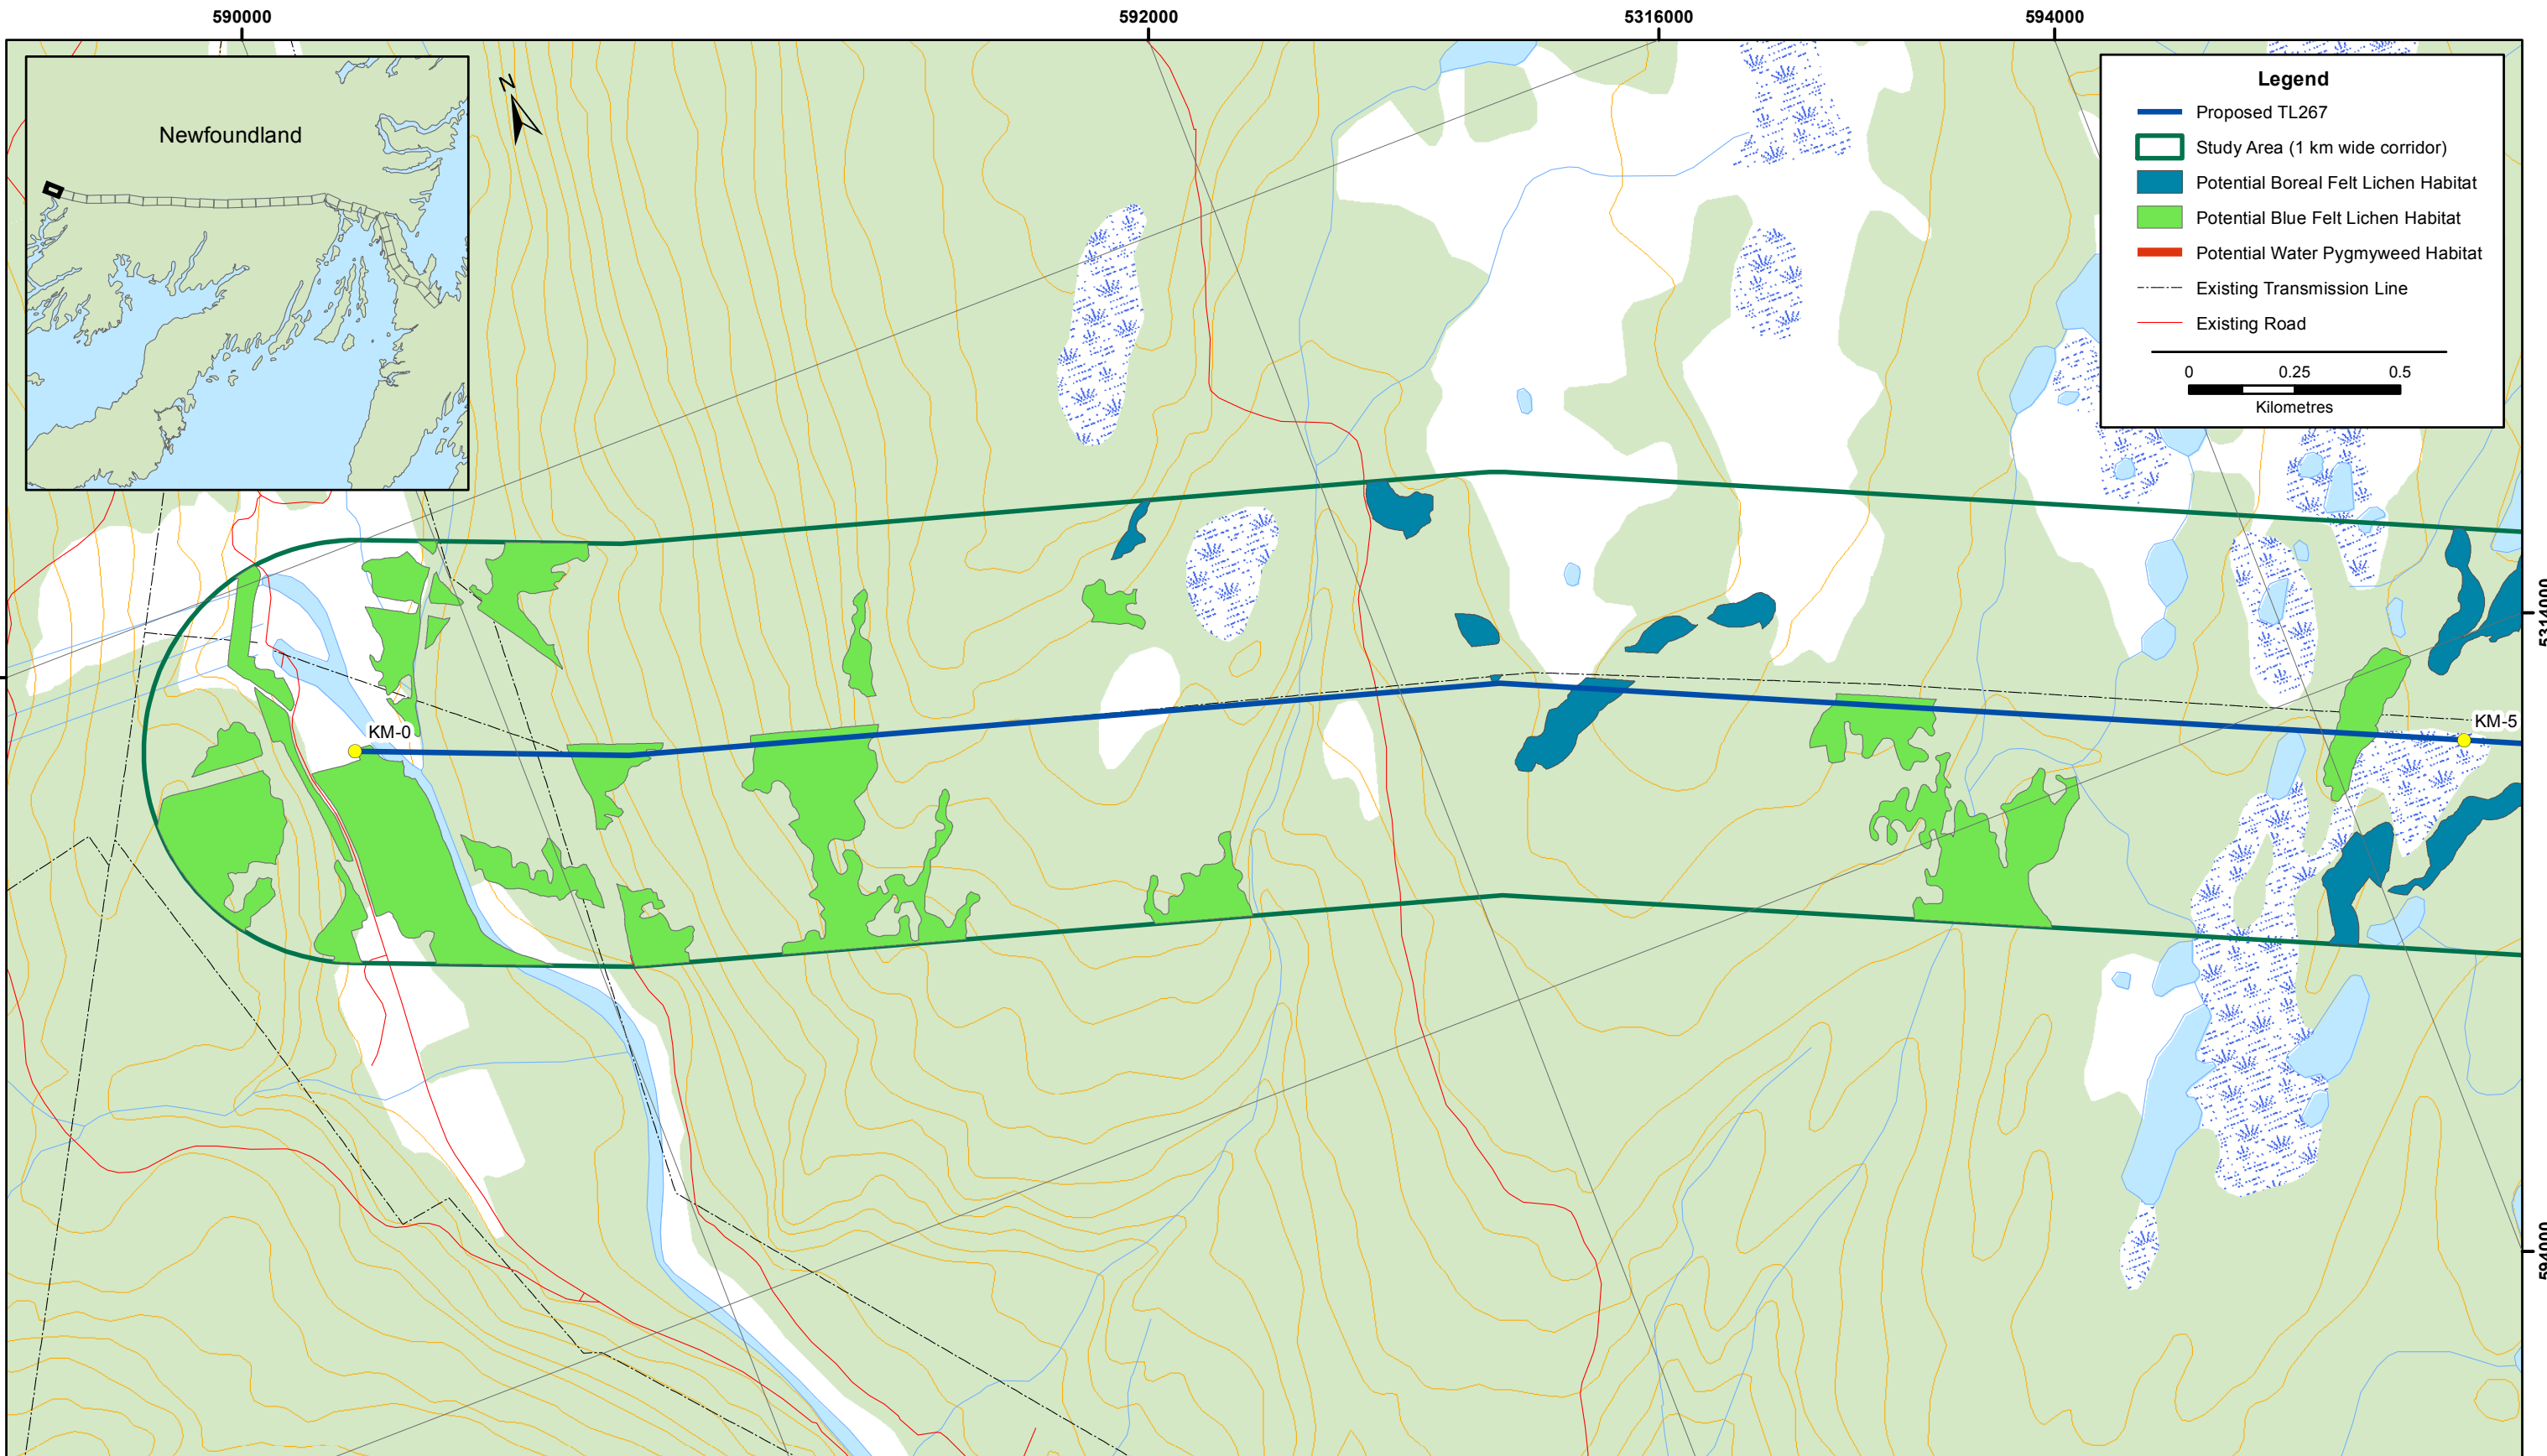 590000
592000
5316000
594000
Newfoundland
N
Legend
Proposed TL267
Study Area (1 km wide corridor)
Potential Boreal Felt Lichen Habitat
Potential Blue Felt Lichen Habitat
Potential Water Pygmyweed Habitat
Existing Transmission Line
Existing Road
0 0.25 0.5
Kilometres
5314000
KM-0
KM-5
594000